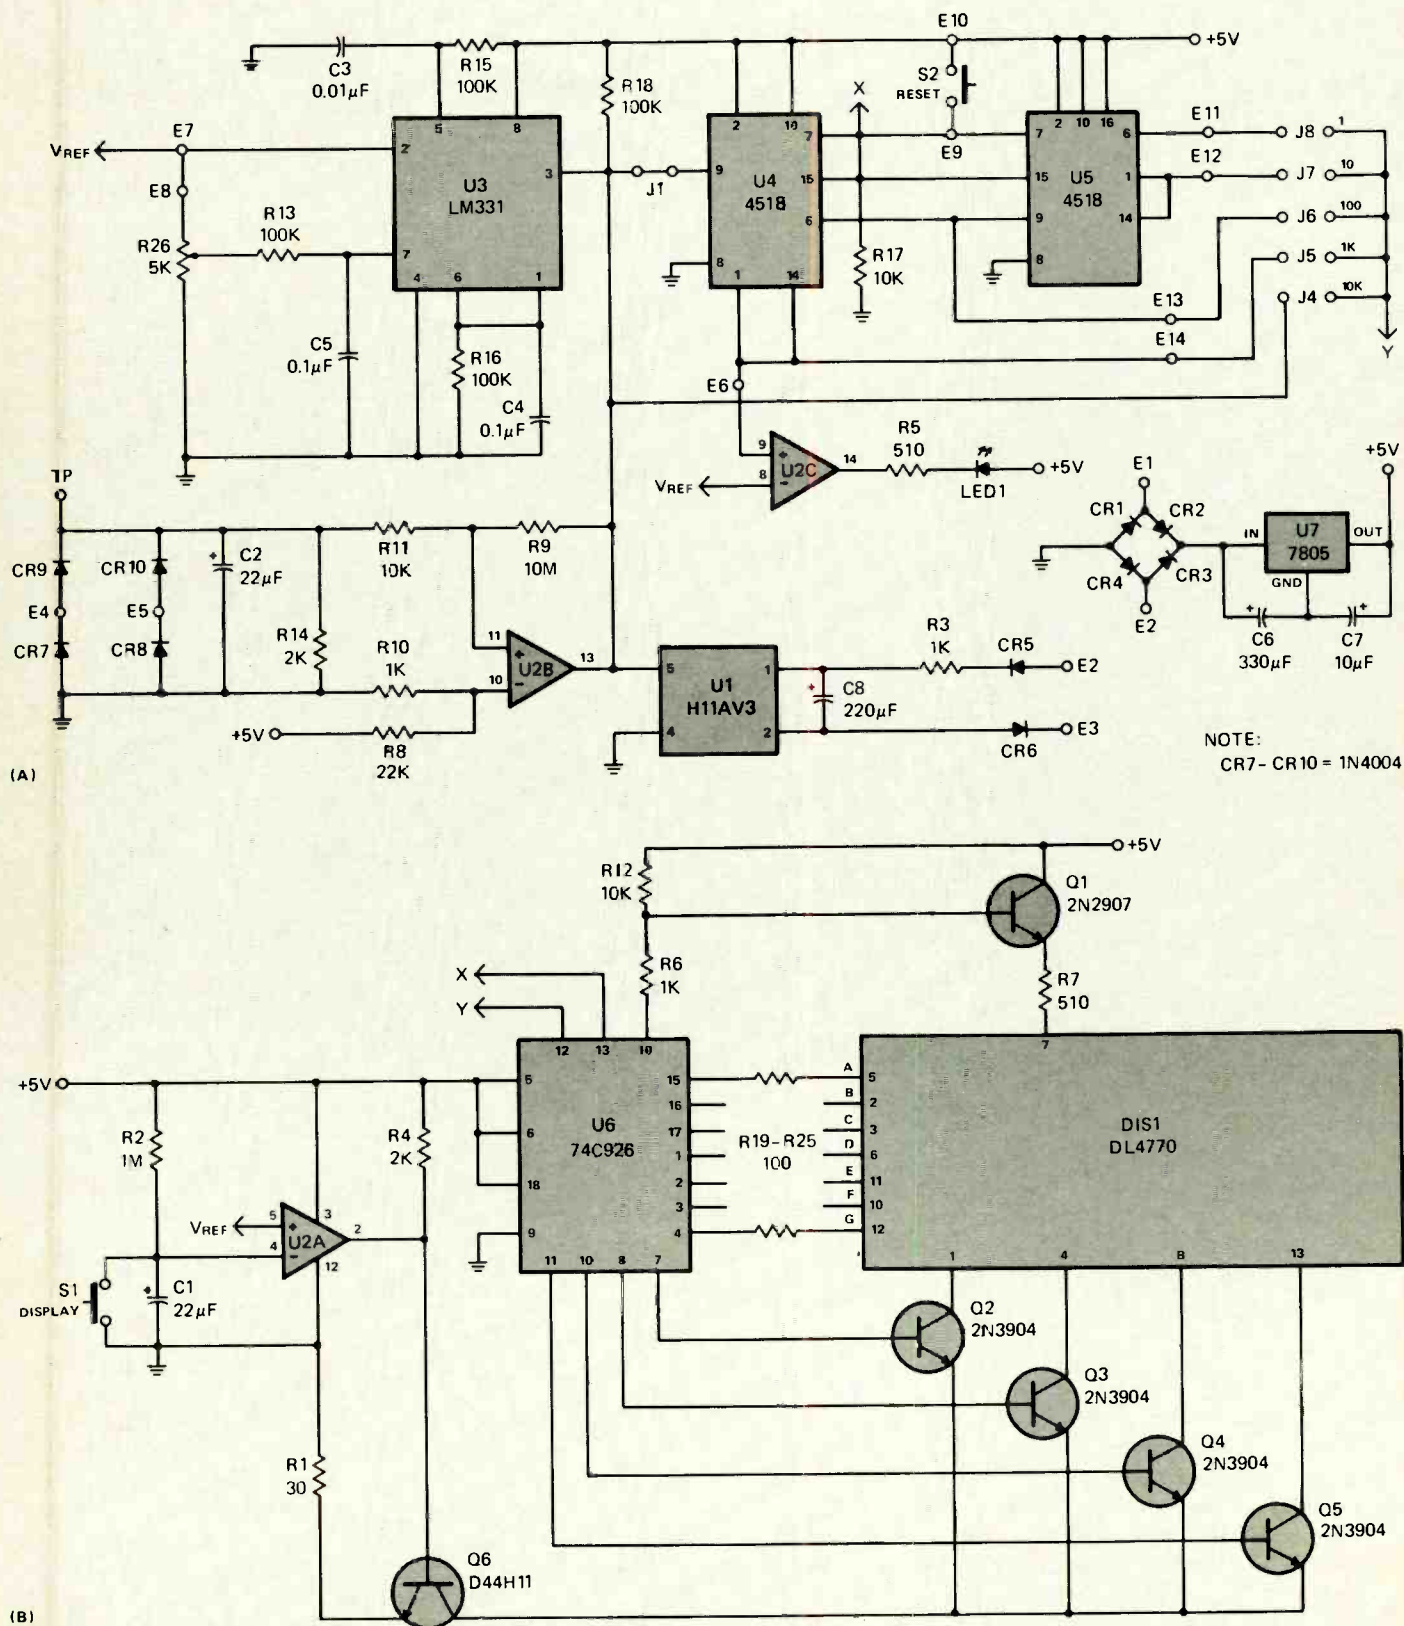 E10
+5V
C3
0.01µF
R15
100K
R18
100K
S2
RESET
X
E7
VREF
E8
R26
5K
R13
100K
5 8
2
3
7
4 6 1
U3
LM331
J1
2 10
9
7
15
6
8
1 14
U4
4518
E9
R17
10K
2 10 16
7
15
9
8
6
1
14
U5
4518
E11
E12
J8 1
J7 10
J6 100
J5 1K
J4 10K
Y
E13
E14
C5
0.1µF
R16
100K
C4
0.1µF
E6
9
+
8
-
U2C
14
VREF
R5
510
LED1
+5V
E1
+5V
CR1 CR2
CR4 CR3
E2
IN
U7
7805
OUT
GND
+
C6
330µF
+
C7
10µF
TP
CR9
E4
CR7
CR10
E5
CR8
+
C2
22µF
R14
2K
R11
10K
R9
10M
R10
1K
+5V
R8
22K
11
+
10
-
U2B
13
5
4
U1
H11AV3
1
2
+
C8
220µF
R3
1K
CR5
E2
CR6
E3
NOTE:
CR7-CR10 = 1N4004
(A)
+5V
R12
10K
Q1
2N2907
R6
1K
R7
510
X
Y
+5V
R2
1M
R4
2K
12 13 10
5
6
18
9
U6
74C926
15
16
17
1
2
3
4
11 10 8 7
R19-R25
100
A
B
C
D
E
F
G
7
5
2
3
6
11
10
12
DIS1
DL4770
1 4 8 13
VREF
5
+
4
-
3
U2A
12
2
S1
DISPLAY
+
C1
22µF
R1
30
Q2
2N3904
Q3
2N3904
Q4
2N3904
Q5
2N3904
Q6
D44H11
(B)